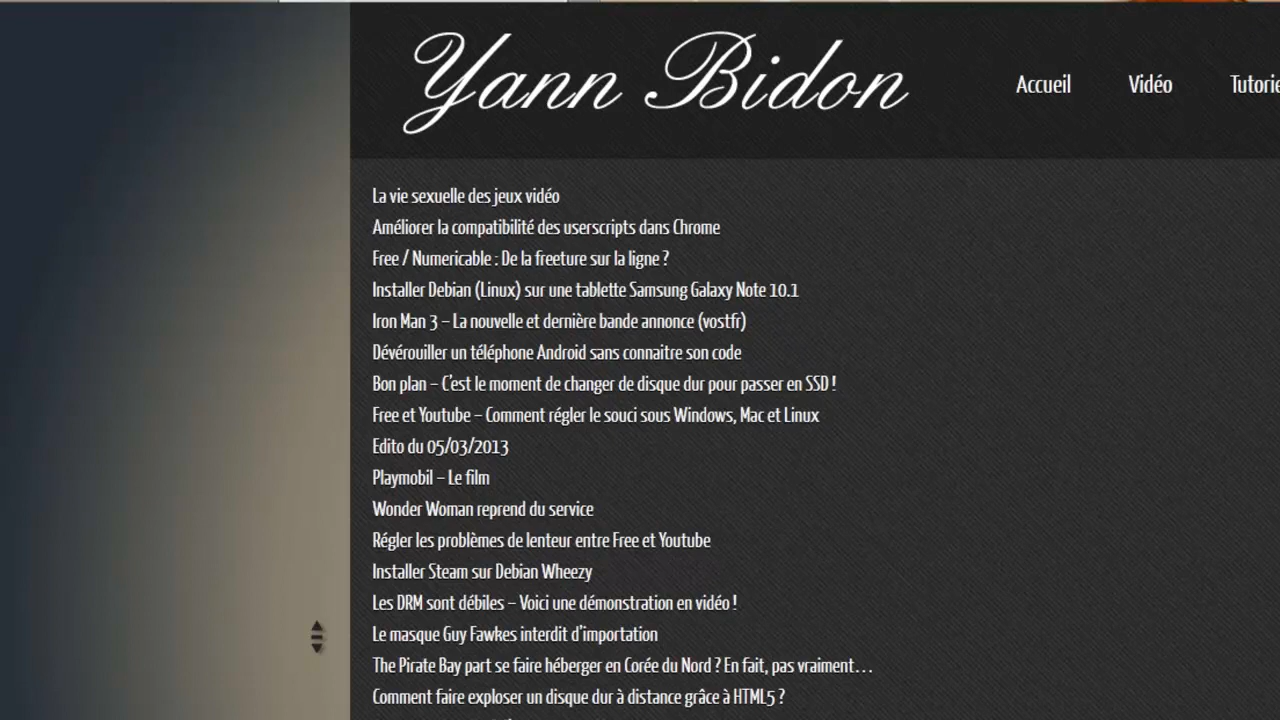 Yann Bidon
Accueil Vidéo
La vie sexuelle des jeux vidéo
Améliorer la compatibilité des userscripts dans Chrome
Free / Numericable : De la freeture sur la ligne ?
Installer Debian (Linux) sur une tablette Samsung Galaxy Note 10.1
Iron Man 3 – La nouvelle et dernière bande annonce (vostfr)
Dévérouiller un téléphone Android sans connaitre son code
Bon plan – C’est le moment de changer de disque dur pour passer en SSD !
Free et Youtube – Comment régler le souci sous Windows, Mac et Linux
Edito du 05/03/2013
Playmobil – Le film
Wonder Woman reprend du service
Régler les problèmes de lenteur entre Free et Youtube
Installer Steam sur Debian Wheezy
Les DRM sont débiles – Voici une démonstration en vidéo !
Le masque Guy Fawkes interdit d’importation
The Pirate Bay part se faire héberger en Corée du Nord ? En fait, pas vraiment…
Comment faire exploser un disque dur à distance grâce à HTML5 ?